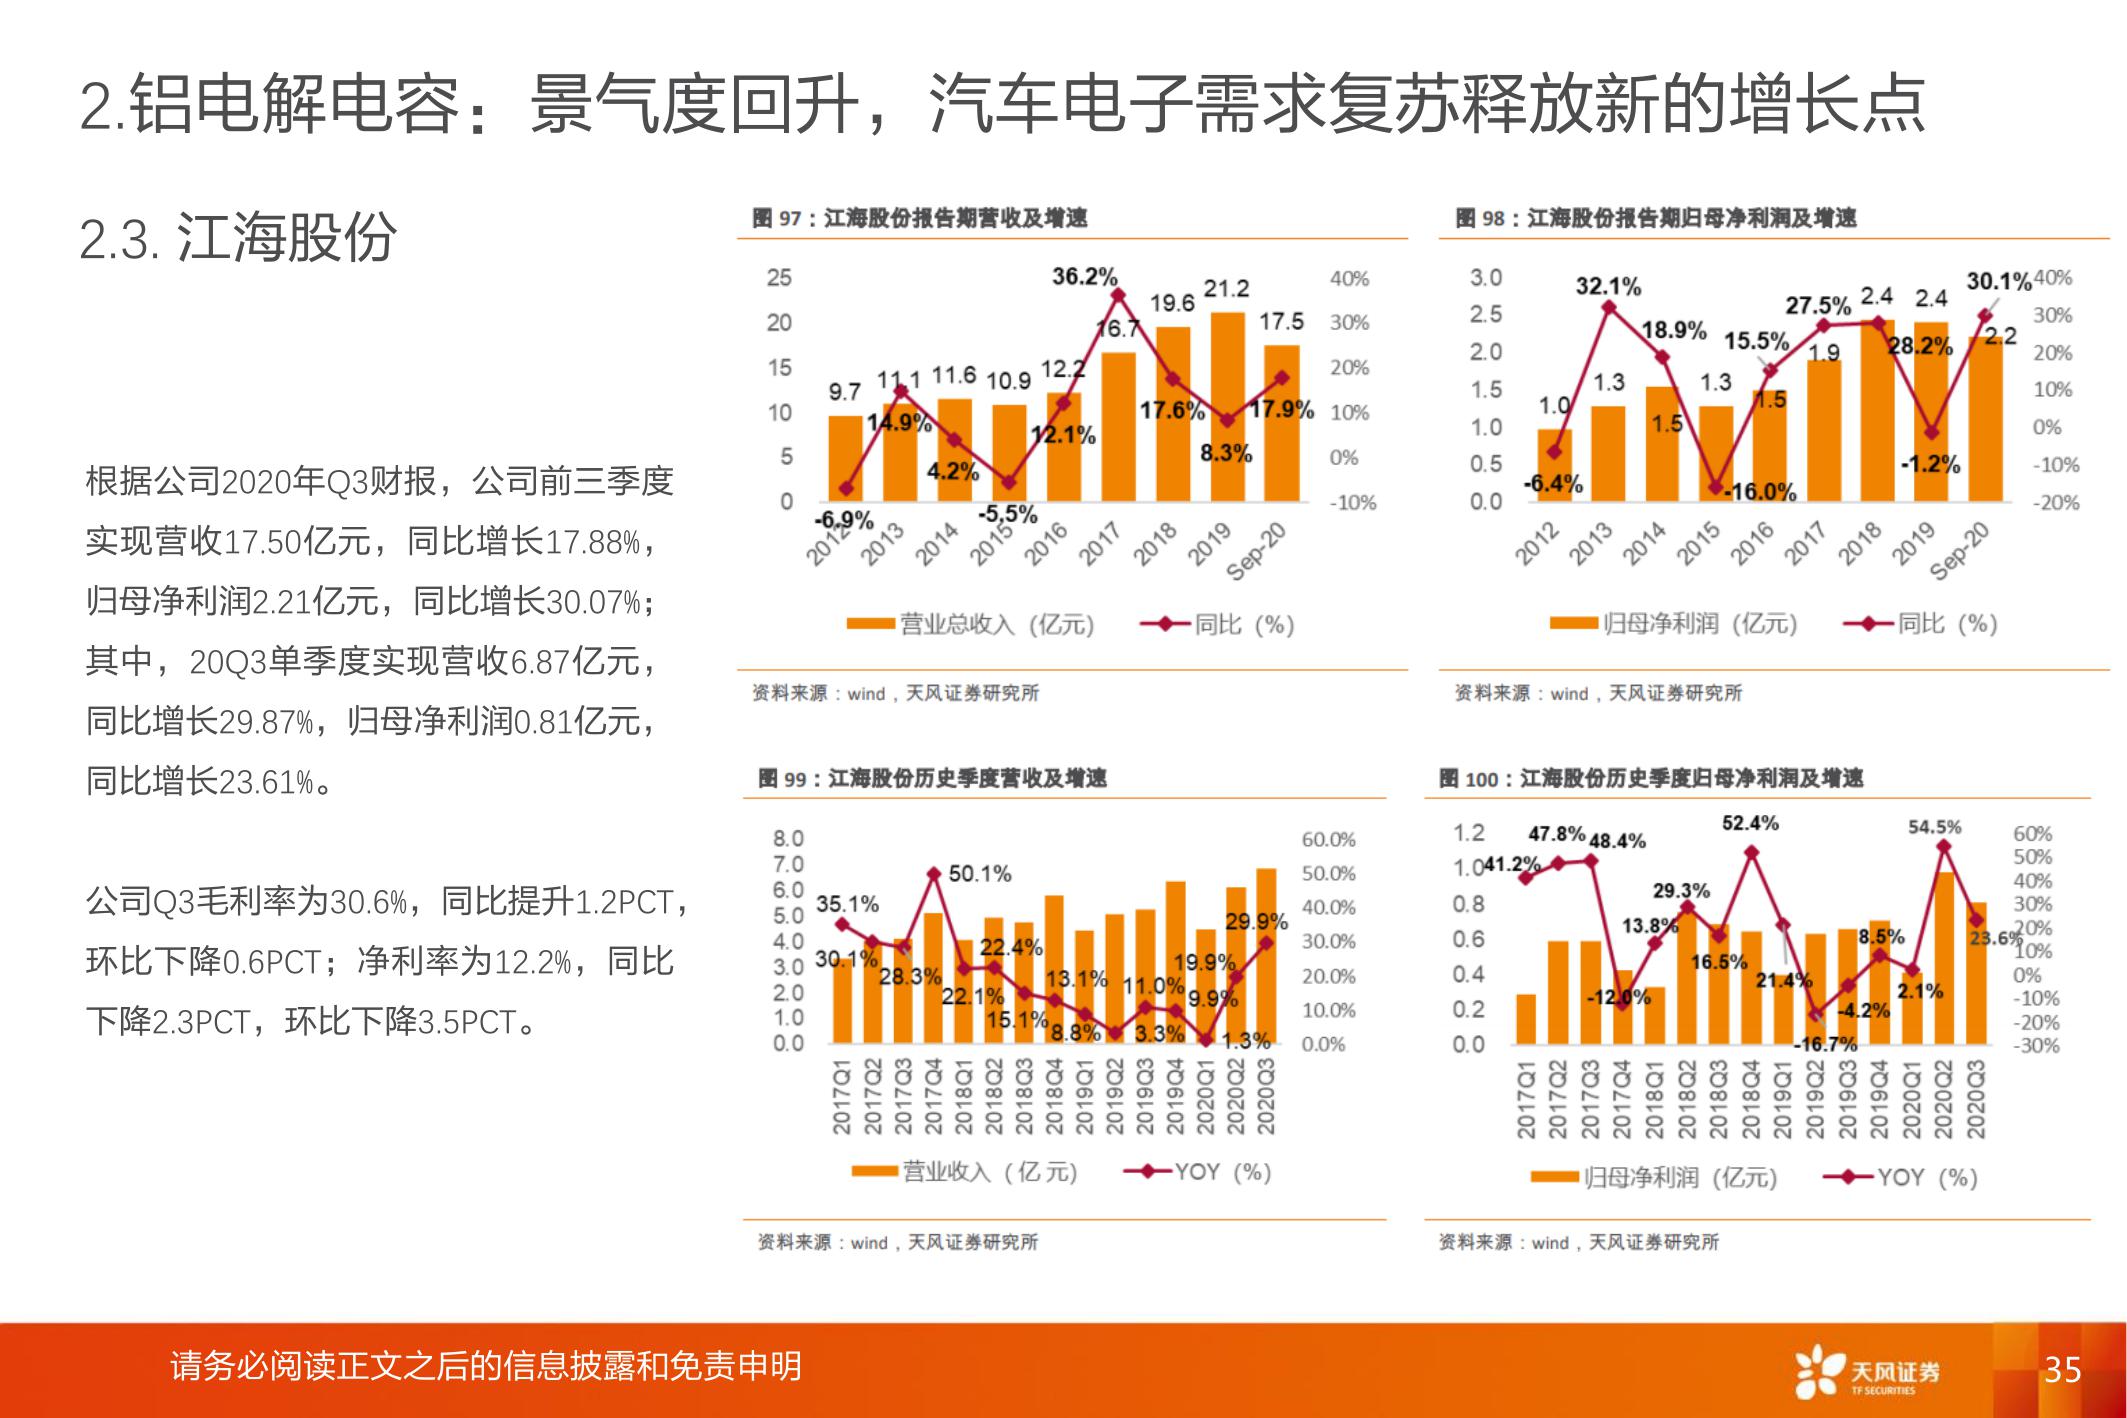 2.铝电解电容：景气度回升，汽车电子需求复苏释放新的增长点
2.3. 江海股份
根据公司2020年Q3财报，公司前三季度
实现营收17.50亿元，同比增长17.88%，
归母净利润2.21亿元，同比增长30.07%；
其中，20Q3单季度实现营收6.87亿元，
同比增长29.87%，归母净利润0.81亿元，
同比增长23.61%。
公司Q3毛利率为30.6%，同比提升1.2PCT，
环比下降0.6PCT；净利率为12.2%，同比
下降2.3PCT，环比下降3.5PCT。
图 97：江海股份报告期营收及增速
25
20
15
10
5
0
40%
30%
20%
10%
0%
-10%
9.7
11.1
11.6
10.9
12.2
16.7
19.6
21.2
17.5
-6.9%
14.9%
4.2%
-5.5%
12.1%
36.2%
17.6%
8.3%
17.9%
2012
2013
2014
2015
2016
2017
2018
2019
Sep-20
营业总收入（亿元）
同比（%）
资料来源：wind，天风证券研究所
图 98：江海股份报告期归母净利润及增速
3.0
2.5
2.0
1.5
1.0
0.5
0.0
40%
30%
20%
10%
0%
-10%
-20%
1.0
1.3
1.5
1.3
1.5
1.9
2.4
2.4
2.2
-6.4%
32.1%
18.9%
-16.0%
15.5%
27.5%
28.2%
-1.2%
30.1%
2012
2013
2014
2015
2016
2017
2018
2019
Sep-20
归母净利润（亿元）
同比（%）
资料来源：wind，天风证券研究所
图 99：江海股份历史季度营收及增速
8.0
7.0
6.0
5.0
4.0
3.0
2.0
1.0
0.0
60.0%
50.0%
40.0%
30.0%
20.0%
10.0%
0.0%
35.1%
30.1%
28.3%
50.1%
22.1%
22.4%
15.1%
13.1%
8.8%
3.3%
11.0%
9.9%
1.3%
19.9%
29.9%
2017Q1
2017Q2
2017Q3
2017Q4
2018Q1
2018Q2
2018Q3
2018Q4
2019Q1
2019Q2
2019Q3
2019Q4
2020Q1
2020Q2
2020Q3
营业收入（亿元）
YOY（%）
资料来源：wind，天风证券研究所
图 100：江海股份历史季度归母净利润及增速
1.2
1.0
0.8
0.6
0.4
0.2
0.0
60%
50%
40%
30%
20%
10%
0%
-10%
-20%
-30%
41.2%
47.8%
48.4%
-12.0%
13.8%
29.3%
16.5%
52.4%
21.4%
-16.7%
-4.2%
8.5%
2.1%
54.5%
23.6%
2017Q1
2017Q2
2017Q3
2017Q4
2018Q1
2018Q2
2018Q3
2018Q4
2019Q1
2019Q2
2019Q3
2019Q4
2020Q1
2020Q2
2020Q3
归母净利润（亿元）
YOY（%）
资料来源：wind，天风证券研究所
请务必阅读正文之后的信息披露和免责申明
天风证券
TF SECURITIES
35